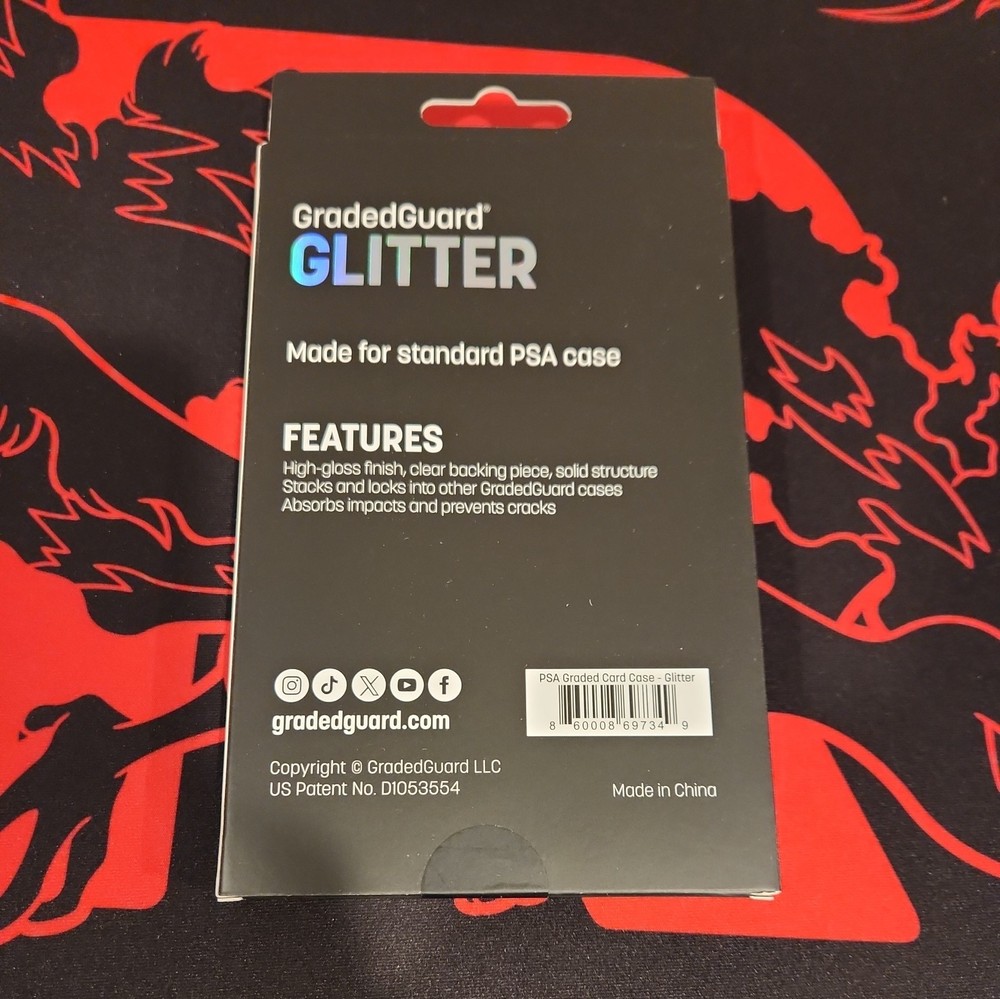 GradedGuard®
GLITTER
Made for standard PSA case
FEATURES
High-gloss finish, clear backing piece, solid structure
Stacks and locks into other GradedGuard cases
Absorbs impacts and prevents cracks
gradedguard.com
PSA Graded Card Case - Glitter
8 60008 69734 9
Copyright © GradedGuard LLC
US Patent No. D1053554
Made in China